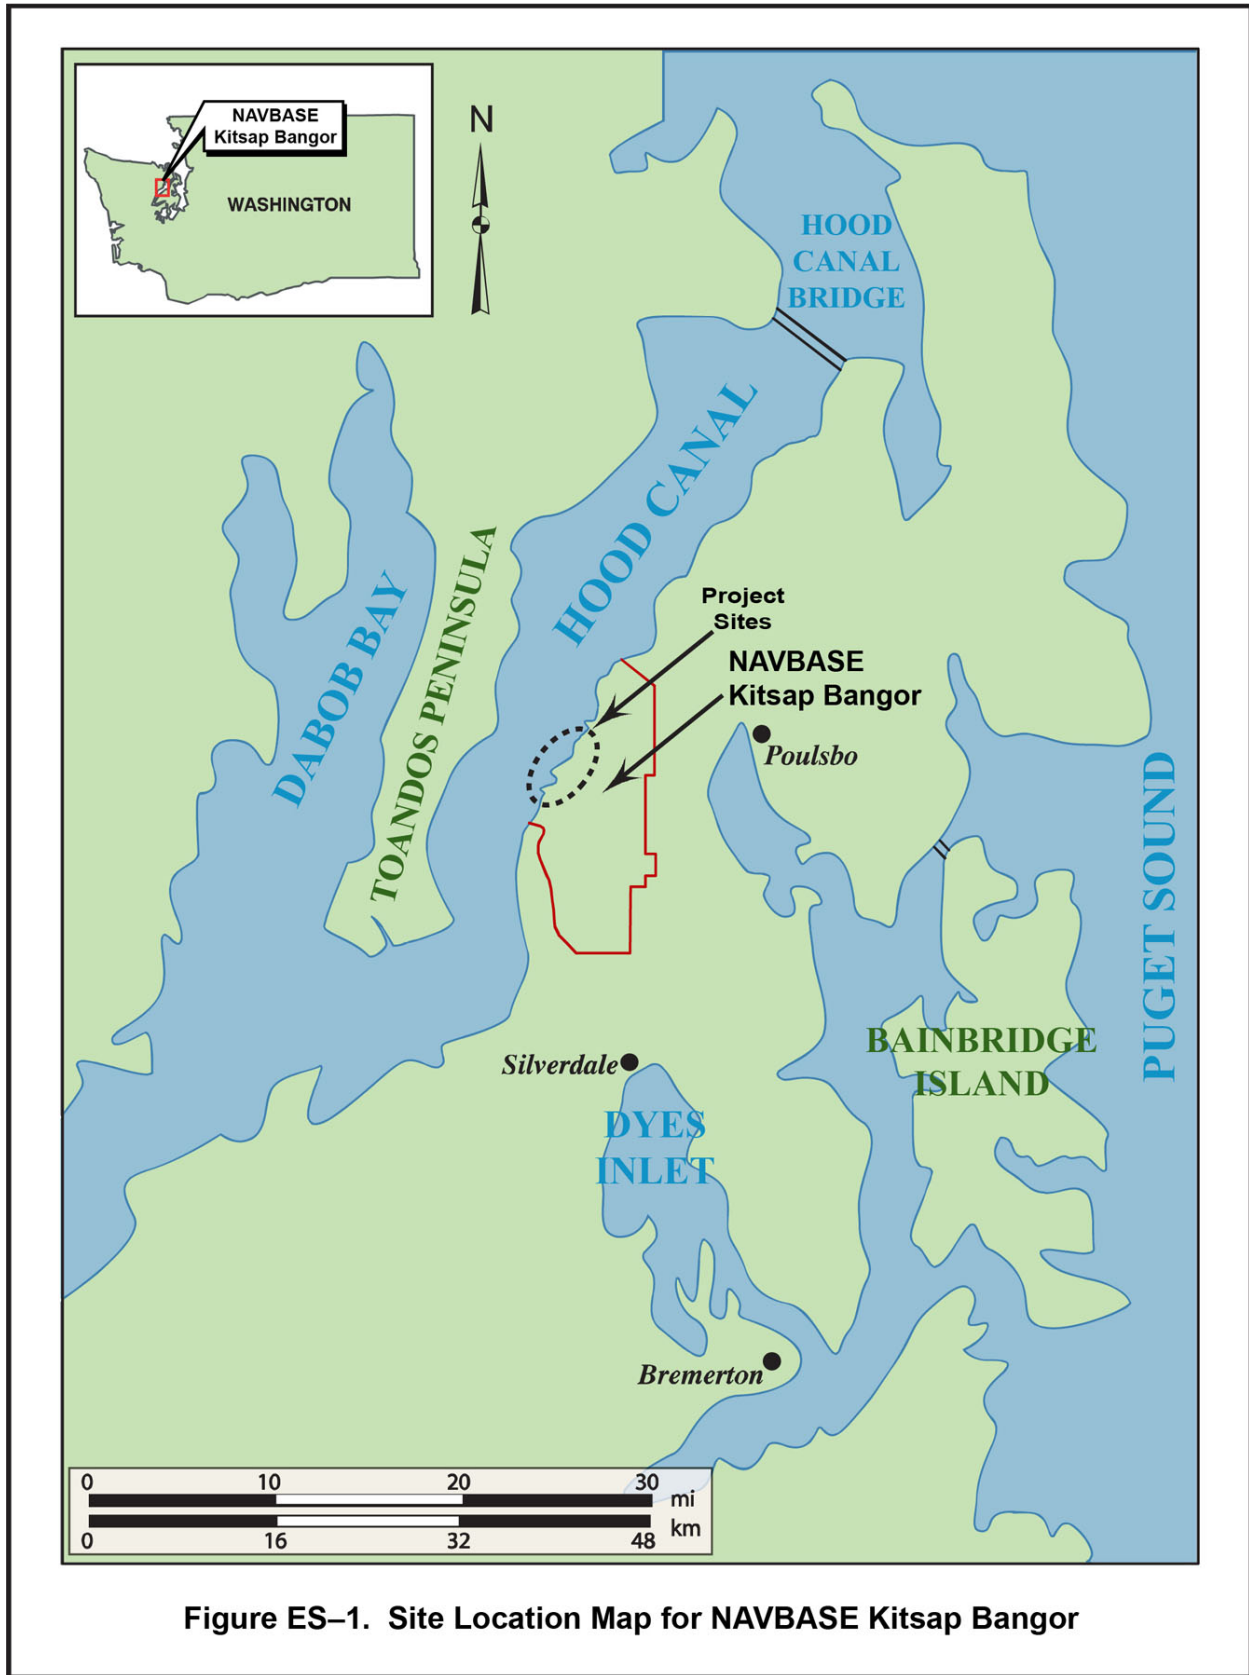 NAVBASE
Kitsap Bangor
WASHINGTON
N
HOOD
CANAL
BRIDGE
HOOD CANAL
DABOB BAY
TOANDOS PENINSULA
Project
Sites
NAVBASE
Kitsap Bangor
Poulsbo
PUGET SOUND
BAINBRIDGE
ISLAND
Silverdale
DYES
INLET
Bremerton
0 10 20 30
mi
km
0 16 32 48
Figure ES–1. Site Location Map for NAVBASE Kitsap Bangor